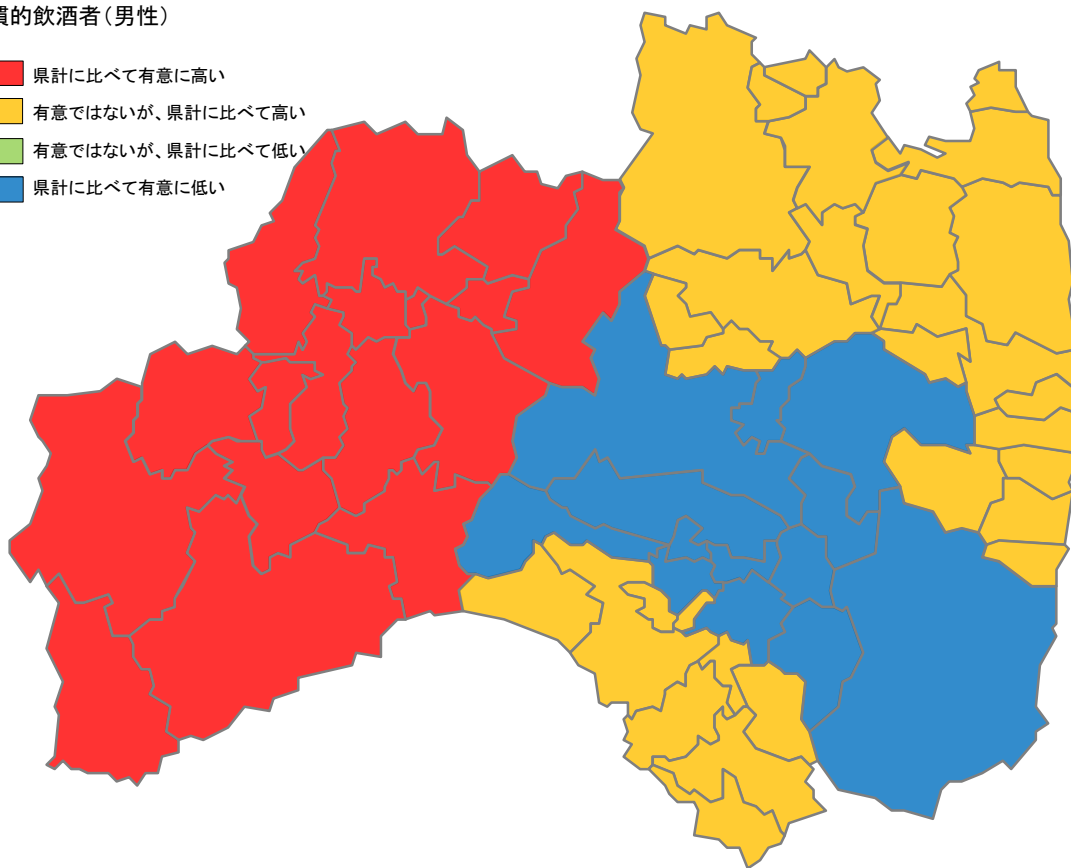 慣的飲酒者(男性)
県計に比べて有意に高い
有意ではないが、県計に比べて高い
有意ではないが、県計に比べて低い
県計に比べて有意に低い